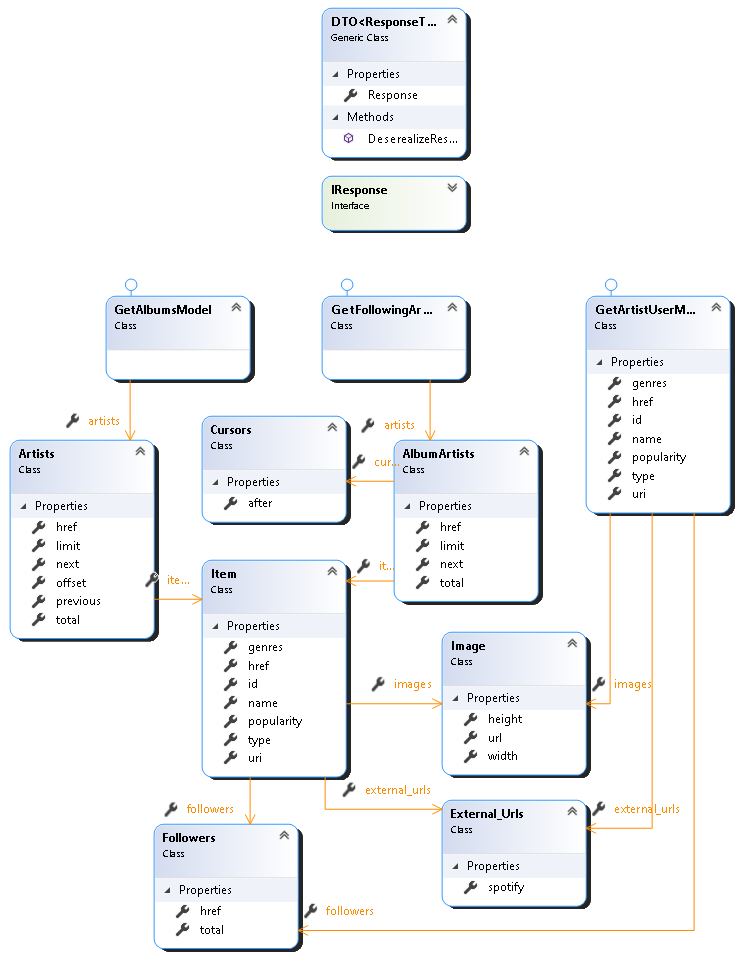 DTO<ResponseT...
Generic Class
Properties
Response
Methods
DeserealizeRes...
IResponse
Interface
GetAlbumsModel
Class
GetFollowingAr...
Class
GetArtistUserM...
Class
Properties
genres
href
id
name
popularity
type
uri
artists
artists
Artists
Class
Properties
href
limit
next
offset
previous
total
Cursors
Class
Properties
after
cur...
AlbumArtists
Class
Properties
href
limit
next
total
ite...
it...
Item
Class
Properties
genres
href
id
name
popularity
type
uri
images
Image
Class
Properties
height
url
width
images
followers
external_urls
External_Urls
Class
Properties
spotify
external_urls
Followers
Class
Properties
href
total
followers